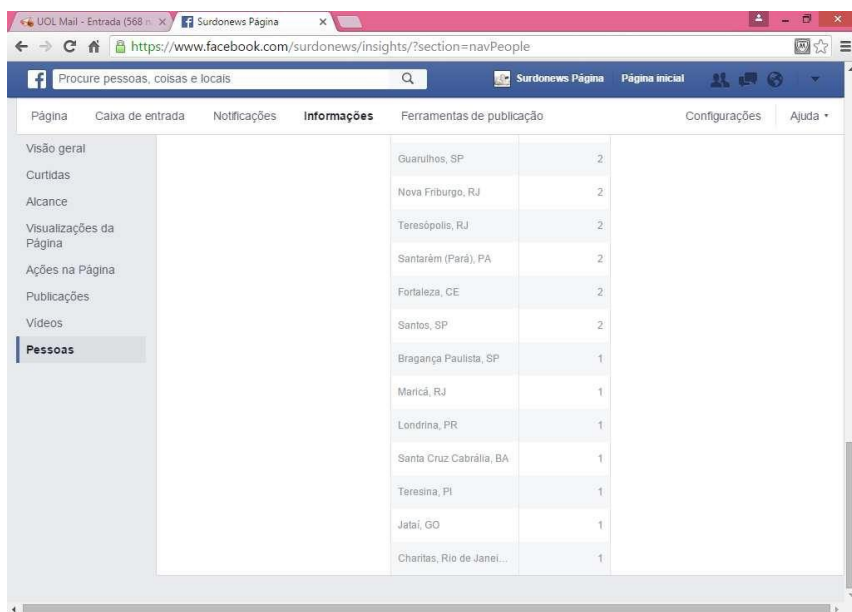 UOL Mail - Entrada (568 n
Surdonews Página
https://www.facebook.com/surdonews/insights/?section=navPeople
Procure pessoas, coisas e locais
Surdonews Página
Página inicial
Página
Caixa de entrada
Notificações
Informações
Ferramentas de publicação
Configurações
Ajuda
Visão geral
Curtidas
Alcance
Visualizações da
Página
Ações na Página
Publicações
Vídeos
Pessoas
Guarulhos, SP 2
Nova Friburgo, RJ 2
Teresópolis, RJ 2
Santarém (Pará), PA 2
Fortaleza, CE 2
Santos, SP 2
Bragança Paulista, SP 1
Maricá, RJ 1
Londrina, PR 1
Santa Cruz Cabrália, BA 1
Teresina, PI 1
Jataí, GO 1
Charitas, Rio de Janei... 1